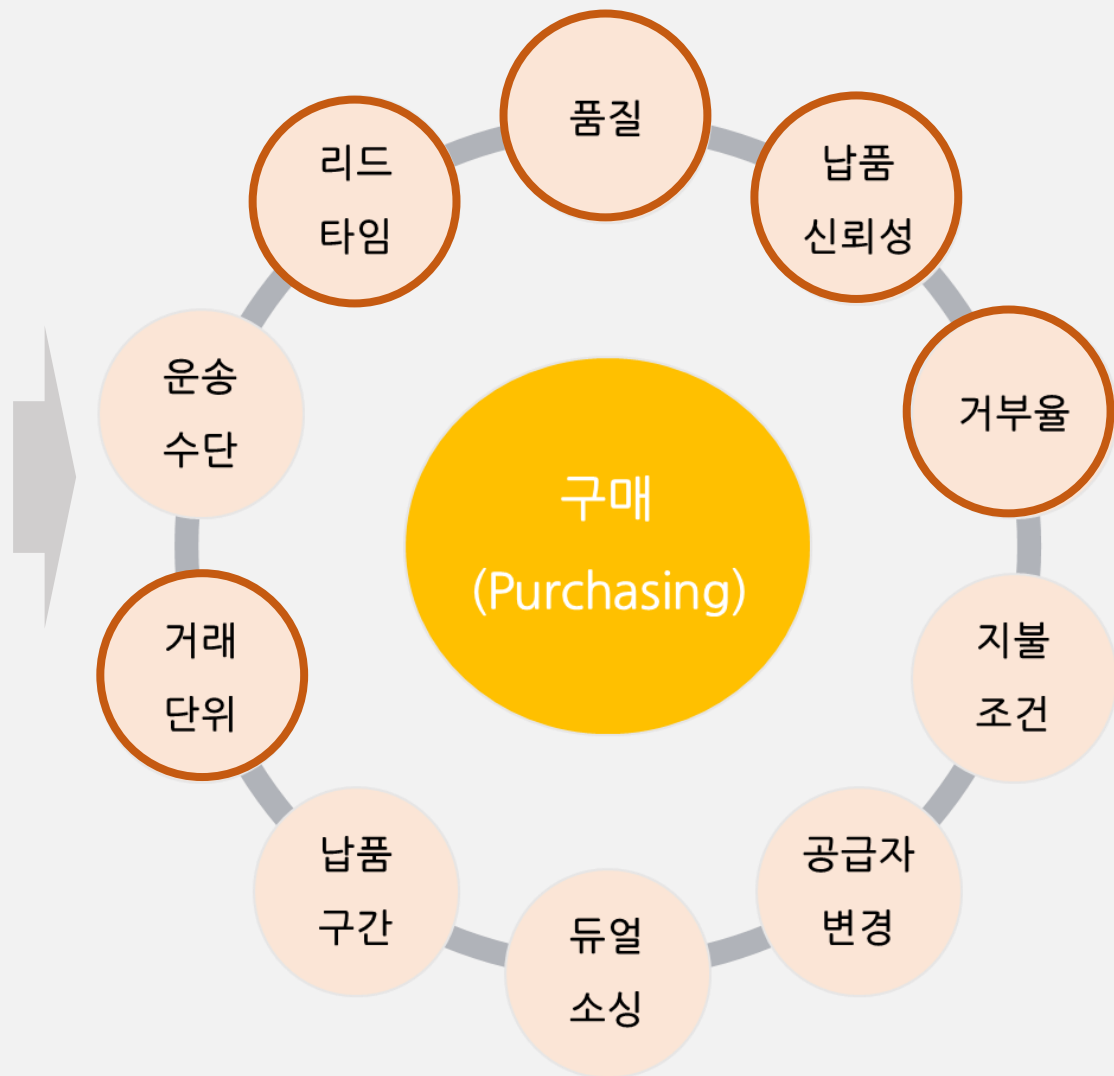 품질
납품
신뢰성
거부율
지불
조건
공급자
변경
듀얼
소싱
납품
구간
거래
단위
운송
수단
리드
타임
구매
(Purchasing)